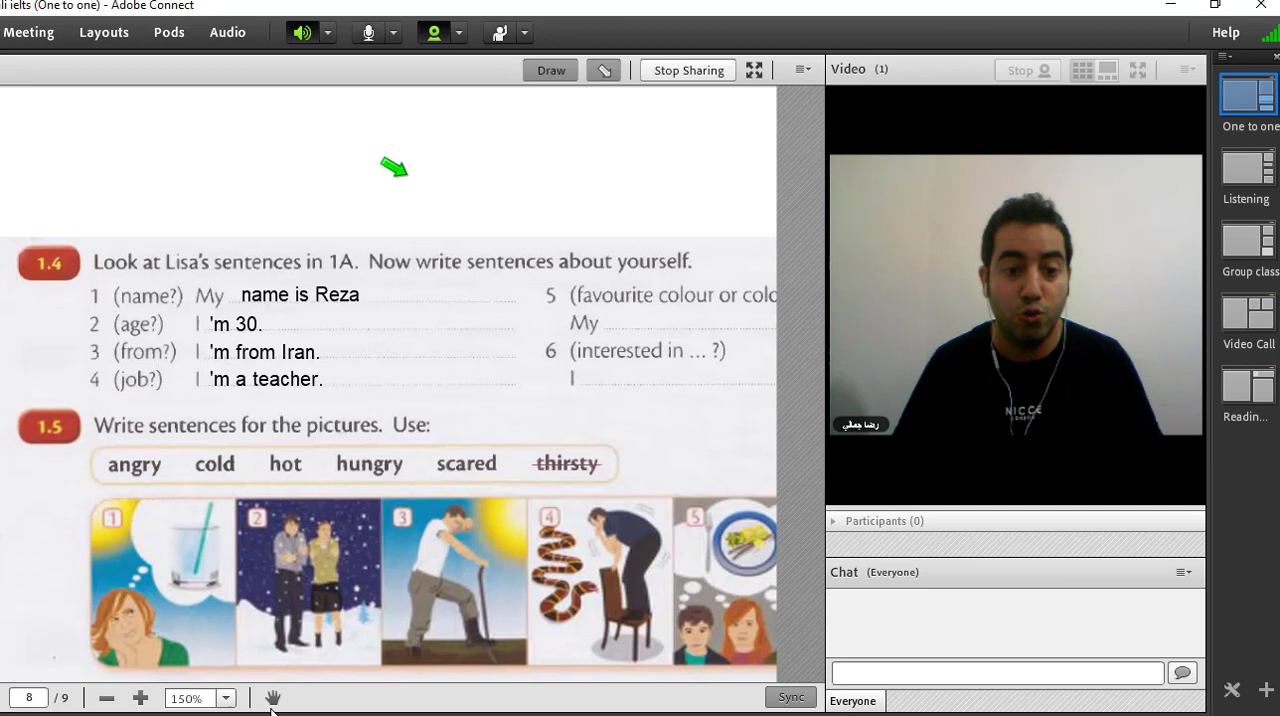 li ielts (One to one) - Adobe Connect
Meeting Layouts Pods Audio Help
Draw Stop Sharing
Video (1) Stop
One to one
Listening
Group class
Video Call
Readin...
1.4 Look at Lisa's sentences in 1A. Now write sentences about yourself.
1 (name?) My name is Reza
2 (age?) I 'm 30.
3 (from?) I 'm from Iran.
4 (job?) I 'm a teacher.
5 (favourite colour or colo
My
6 (interested in ... ?)
I
1.5 Write sentences for the pictures. Use:
angry cold hot hungry scared thirsty
1 2 3 4 5
NICCE
رضا جمالي
Participants (0)
Chat (Everyone)
Everyone
8 / 9 150% Sync